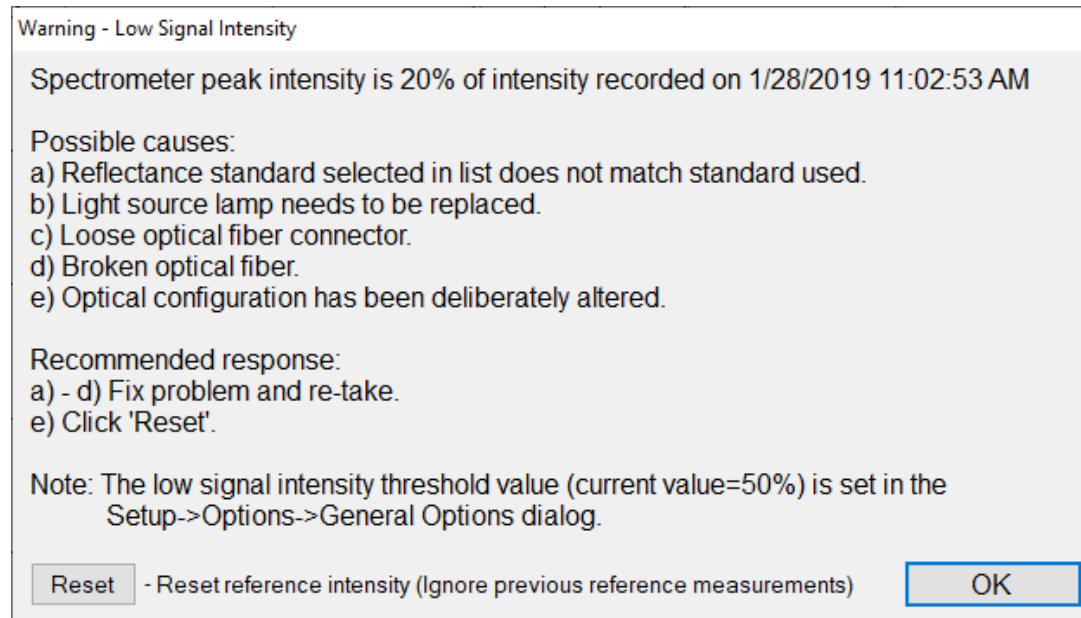 Warning - Low Signal Intensity
Spectrometer peak intensity is 20% of intensity recorded on 1/28/2019 11:02:53 AM
Possible causes:
a) Reflectance standard selected in list does not match standard used.
b) Light source lamp needs to be replaced.
c) Loose optical fiber connector.
d) Broken optical fiber.
e) Optical configuration has been deliberately altered.
Recommended response:
a) - d) Fix problem and re-take.
e) Click 'Reset'.
Note: The low signal intensity threshold value (current value=50%) is set in the
Setup->Options->General Options dialog.
Reset - Reset reference intensity (Ignore previous reference measurements) OK